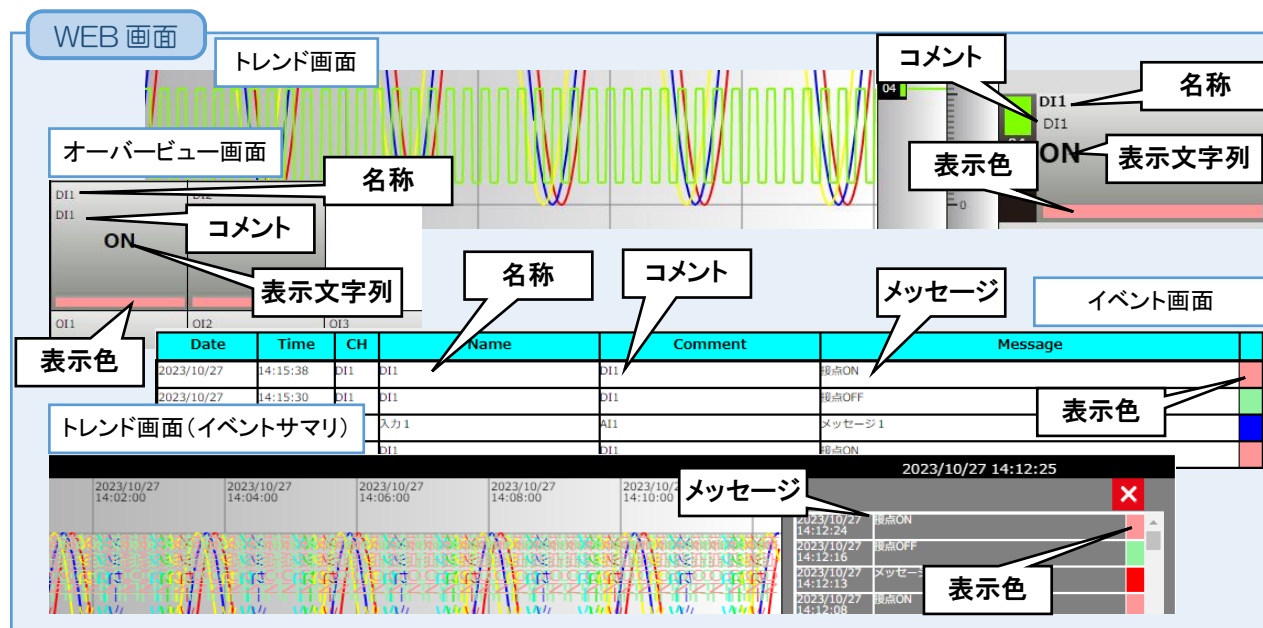 WEB 画面
トレンド画面
コメント
名称
04
DI1
DI1
ON
表示文字列
表示色
0
オーバービュー画面
名称
DI1
DI1
コメント
ON
表示文字列
表示色
OI1 OI2 OI3
名称
コメント
メッセージ
イベント画面
Date Time CH Name Comment Message
2023/10/27 14:15:38 DI1 DI1 DI1 接点ON
2023/10/27 14:15:30 DI1 DI1 DI1 接点OFF
入力1 AI1 メッセージ1
DI1 DI1 接点ON
表示色
トレンド画面(イベントサマリ)
2023/10/27 14:12:25
2023/10/27 2023/10/27 2023/10/27 2023/10/27
14:02:00 14:04:00 14:06:00 14:08:00 14:10:00
メッセージ
2023/10/27 接点ON
14:12:24
2023/10/27 接点OFF
14:12:16
2023/10/27
14:12:13
2023/10/27 接点ON
14:12:08
表示色